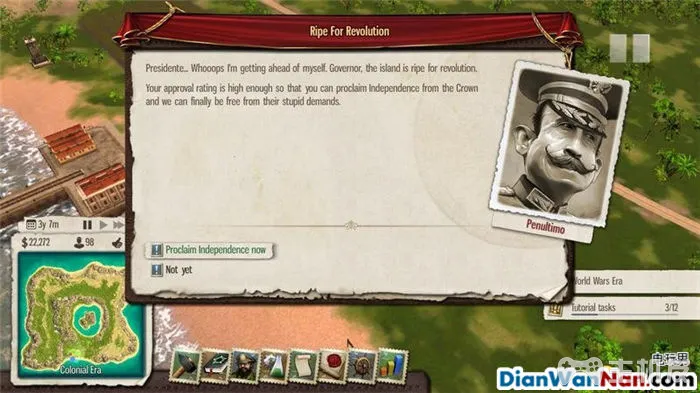 Ripe For Revolution
Presidente... Whooops I'm getting ahead of myself. Governor, the island is ripe for revolution.
Your approval rating is high enough so that you can proclaim Independence from the Crown
and we can finally be free from their stupid demands.
Penultimo
Proclaim Independence now
Not yet
3y 7m
$22,272
98
Colonial Era
World Wars Era
Tutorial tasks
3/12
电玩男
DianWanNan.com